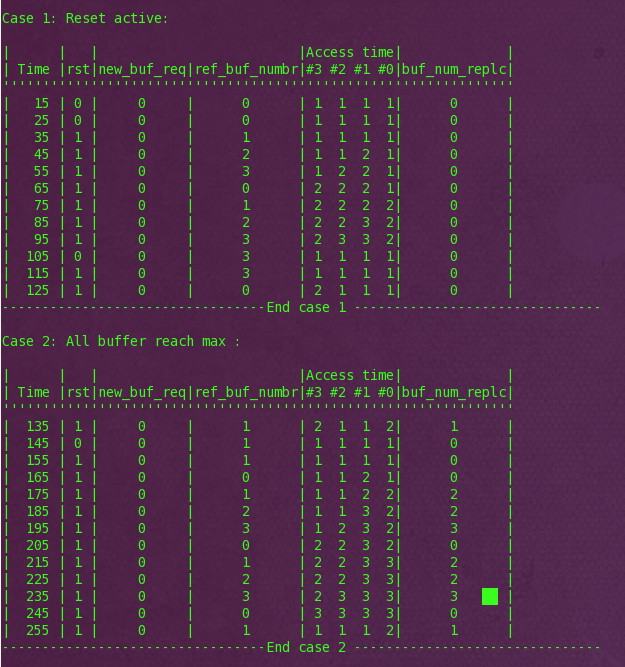 Case 1: Reset active:
|      |   |                         |Access time|             |
| Time |rst|new_buf_req|ref_buf_numbr|#3 #2 #1 #0|buf_num_replc|
''''''''''''''''''''''''''''''''''''''''''''''''''''''''''''''''
|   15 | 0 |     0     |      0      | 1  1  1  1|      0      |
|   25 | 0 |     0     |      0      | 1  1  1  1|      0      |
|   35 | 1 |     0     |      1      | 1  1  1  1|      0      |
|   45 | 1 |     0     |      2      | 1  1  2  1|      0      |
|   55 | 1 |     0     |      3      | 1  2  2  1|      0      |
|   65 | 1 |     0     |      0      | 2  2  2  1|      0      |
|   75 | 1 |     0     |      1      | 2  2  2  2|      0      |
|   85 | 1 |     0     |      2      | 2  2  3  2|      0      |
|   95 | 1 |     0     |      3      | 2  3  3  2|      0      |
|  105 | 0 |     0     |      3      | 1  1  1  1|      0      |
|  115 | 1 |     0     |      3      | 1  1  1  1|      0      |
|  125 | 1 |     0     |      0      | 2  1  1  1|      0      |
---------------------------------End case 1 -------------------------------
Case 2: All buffer reach max :
|      |   |                         |Access time|             |
| Time |rst|new_buf_req|ref_buf_numbr|#3 #2 #1 #0|buf_num_replc|
''''''''''''''''''''''''''''''''''''''''''''''''''''''''''''''''
|  135 | 1 |     0     |      1      | 2  1  1  2|      1      |
|  145 | 0 |     0     |      1      | 1  1  1  1|      0      |
|  155 | 1 |     0     |      1      | 1  1  1  1|      0      |
|  165 | 1 |     0     |      0      | 1  1  2  1|      0      |
|  175 | 1 |     0     |      1      | 1  1  2  2|      2      |
|  185 | 1 |     0     |      2      | 1  1  3  2|      2      |
|  195 | 1 |     0     |      3      | 1  2  3  2|      3      |
|  205 | 1 |     0     |      0      | 2  2  3  2|      0      |
|  215 | 1 |     0     |      1      | 2  2  3  3|      2      |
|  225 | 1 |     0     |      2      | 2  2  3  3|      2      |
|  235 | 1 |     0     |      3      | 2  3  3  3|      3      |
|  245 | 1 |     0     |      0      | 3  3  3  3|      0      |
|  255 | 1 |     0     |      1      | 1  1  1  2|      1      |
---------------------------------End case 2 -------------------------------